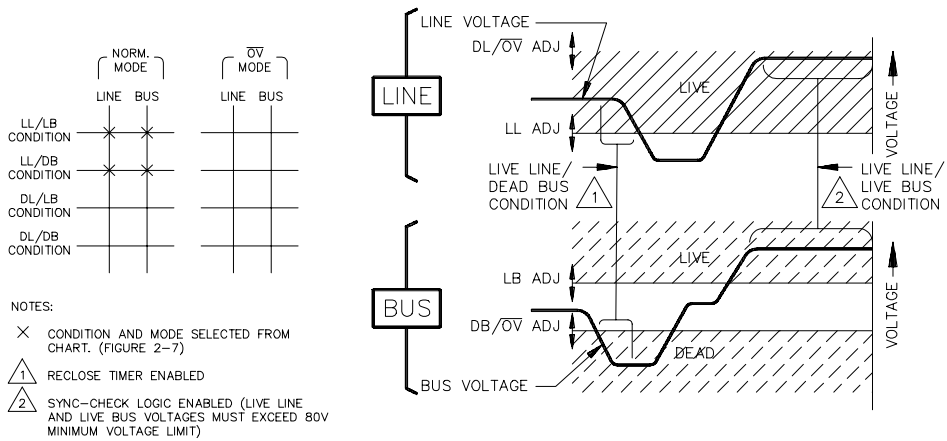 NORM.
MODE
OV
MODE
LINE BUS
LINE BUS
LL/LB
CONDITION
LL/DB
CONDITION
DL/LB
CONDITION
DL/DB
CONDITION
NOTES:
CONDITION AND MODE SELECTED FROM
CHART. (FIGURE 2-7)
1 RECLOSE TIMER ENABLED
2 SYNC-CHECK LOGIC ENABLED (LIVE LINE
AND LIVE BUS VOLTAGES MUST EXCEED 80V
MINIMUM VOLTAGE LIMIT)
LINE
LINE VOLTAGE
DL/OV ADJ
LIVE
LL ADJ
VOLTAGE
LIVE LINE/
DEAD BUS
CONDITION
1
LIVE LINE/
LIVE BUS
CONDITION
2
BUS
LIVE
LB ADJ
DB/OV ADJ
DEAD
BUS VOLTAGE
VOLTAGE